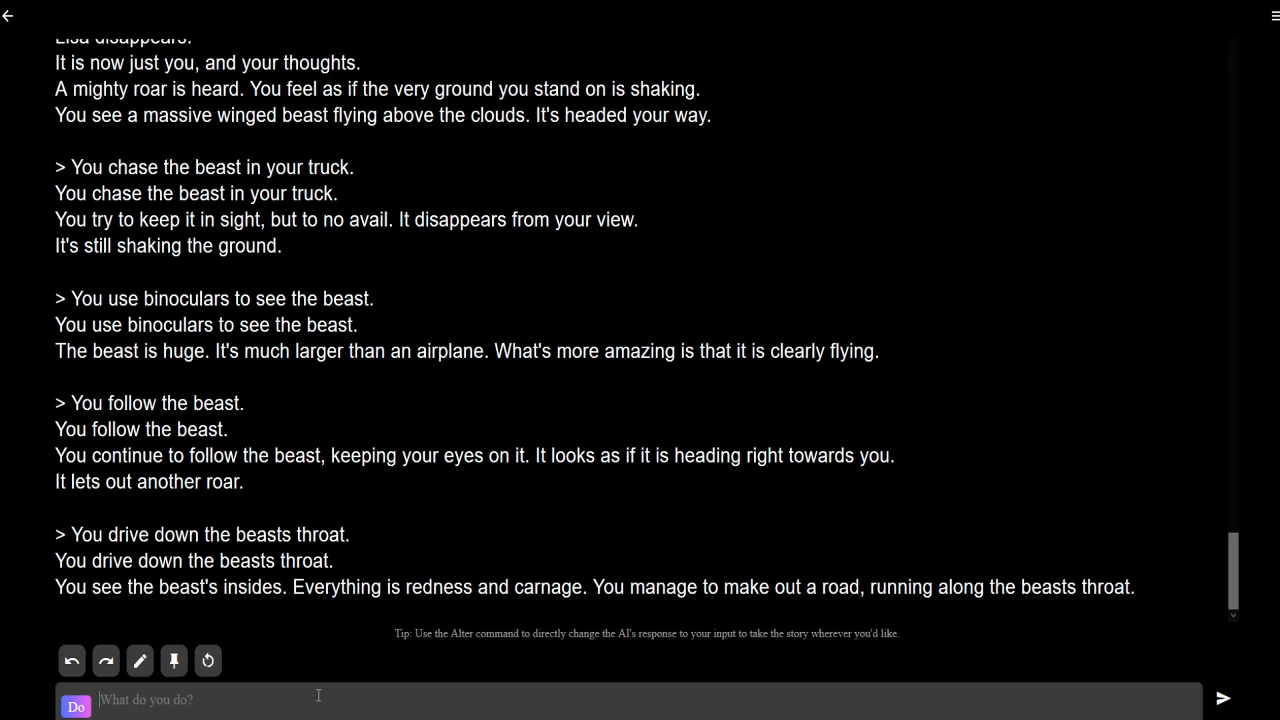 Lisa disappears.
It is now just you, and your thoughts.
A mighty roar is heard. You feel as if the very ground you stand on is shaking.
You see a massive winged beast flying above the clouds. It's headed your way.
> You chase the beast in your truck.
You chase the beast in your truck.
You try to keep it in sight, but to no avail. It disappears from your view.
It's still shaking the ground.
> You use binoculars to see the beast.
You use binoculars to see the beast.
The beast is huge. It's much larger than an airplane. What's more amazing is that it is clearly flying.
> You follow the beast.
You follow the beast.
You continue to follow the beast, keeping your eyes on it. It looks as if it is heading right towards you.
It lets out another roar.
> You drive down the beasts throat.
You drive down the beasts throat.
You see the beast's insides. Everything is redness and carnage. You manage to make out a road, running along the beasts throat.
Tip: Use the Alter command to directly change the AI's response to your input to take the story wherever you'd like.
Do What do you do?